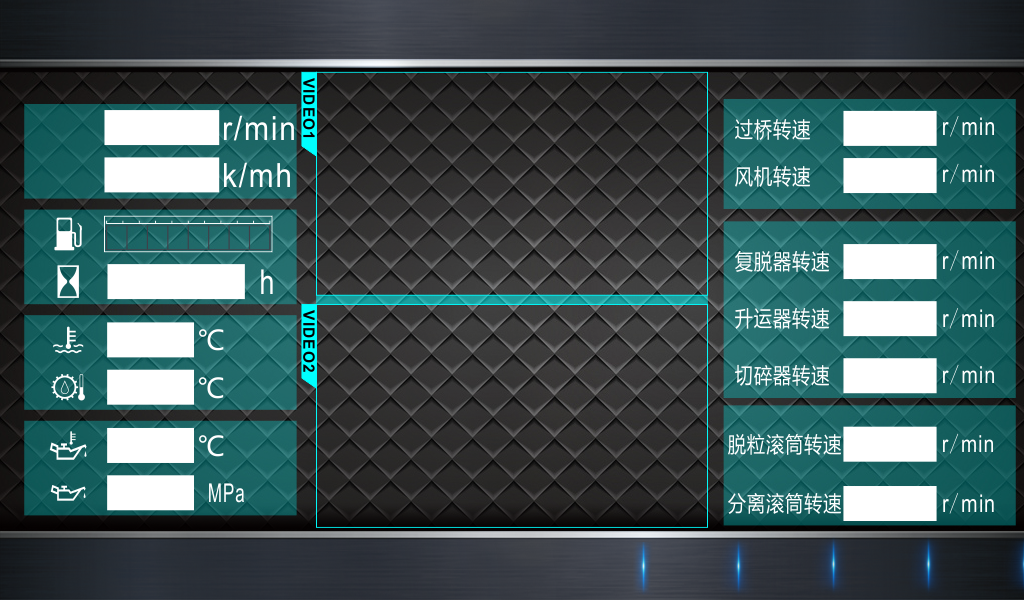 r/min
k/mh
h
℃
℃
℃
MPa
VIDEO1
VIDEO2
过桥转速 r/min
风机转速 r/min
复脱器转速 r/min
升运器转速 r/min
切碎器转速 r/min
脱粒滚筒转速 r/min
分离滚筒转速 r/min